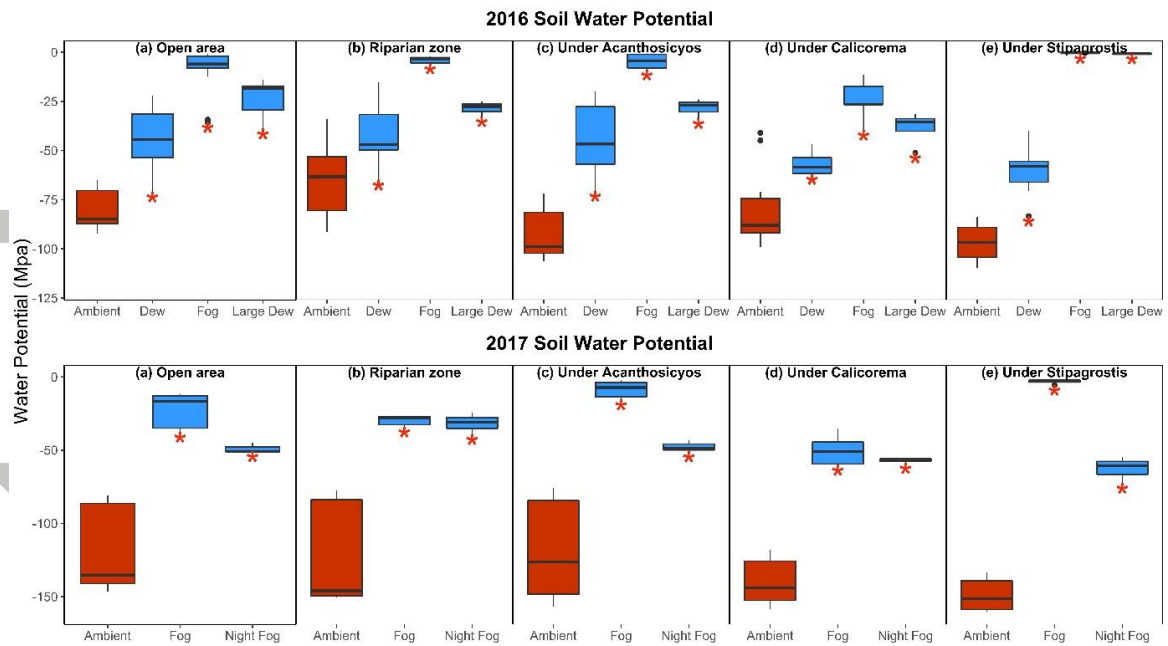 2016 Soil Water Potential
(a) Open area (b) Riparian zone (c) Under Acanthosicyos (d) Under Calicorema (e) Under Stipagrostis
0
-25
-50
-75
-100
-125
Ambient Dew Fog Large Dew Ambient Dew Fog Large Dew Ambient Dew Fog Large Dew Ambient Dew Fog Large Dew Ambient Dew Fog Large Dew
Water Potential (Mpa)
2017 Soil Water Potential
(a) Open area (b) Riparian zone (c) Under Acanthosicyos (d) Under Calicorema (e) Under Stipagrostis
0
-50
-100
-150
Ambient Fog Night Fog Ambient Fog Night Fog Ambient Fog Night Fog Ambient Fog Night Fog Ambient Fog Night Fog